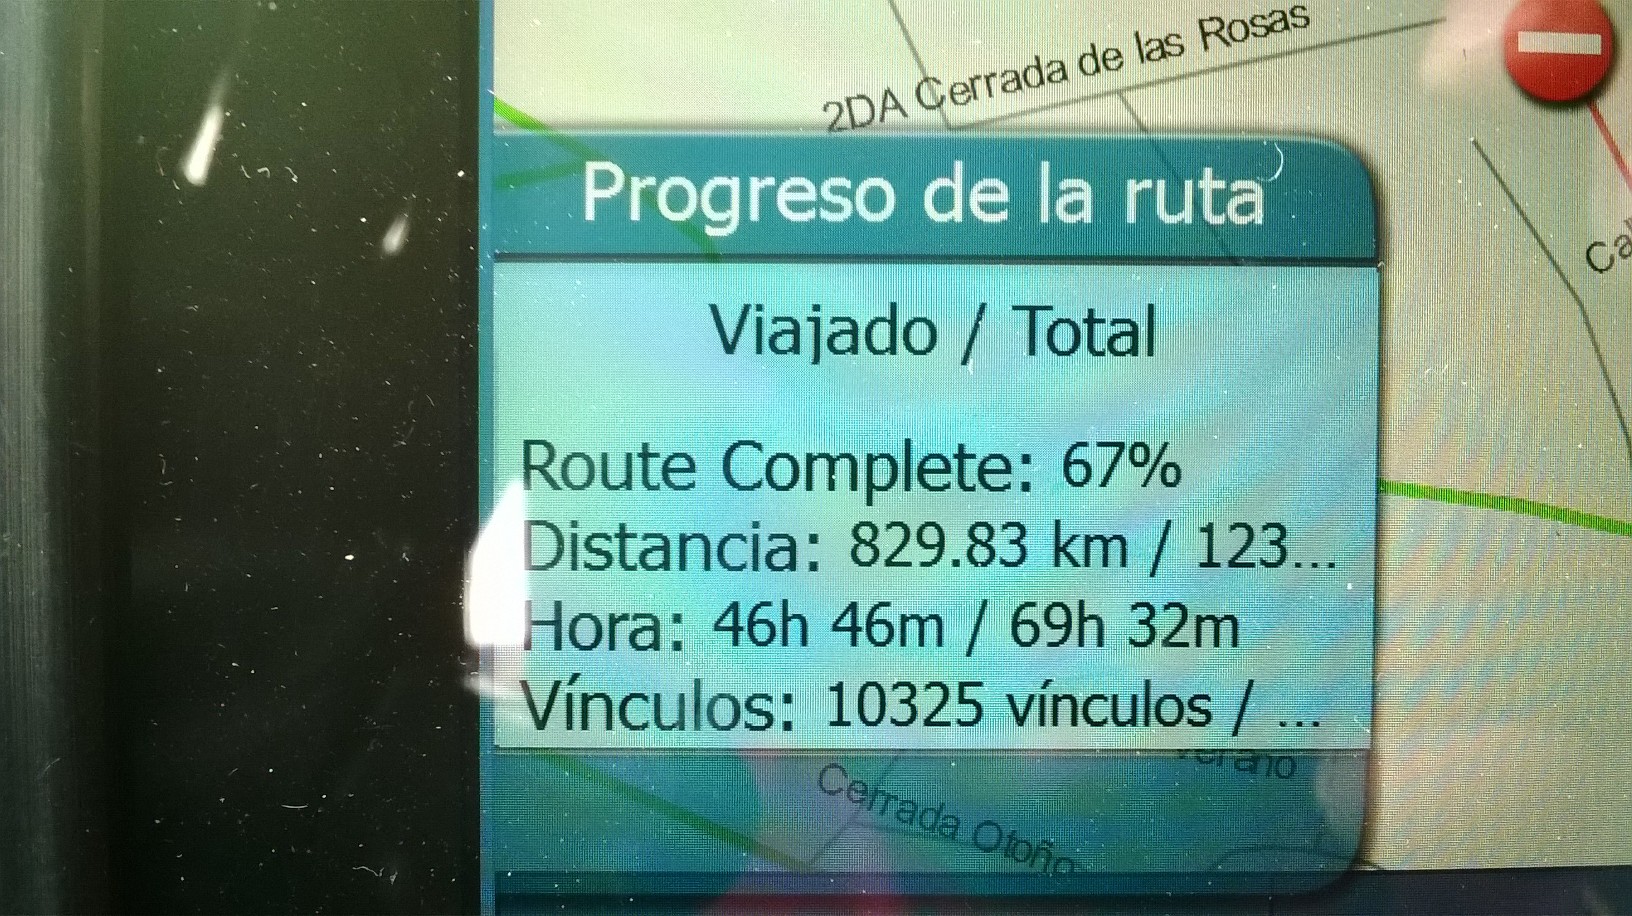 2DA Cerrada de las Rosas
Progreso de la ruta
Ca
Viajado / Total
Route Complete: 67%
Distancia: 829.83 km / 123...
Hora: 46h 46m / 69h 32m
Vínculos: 10325 vínculos / ...
Verano
Cerrada Otoño